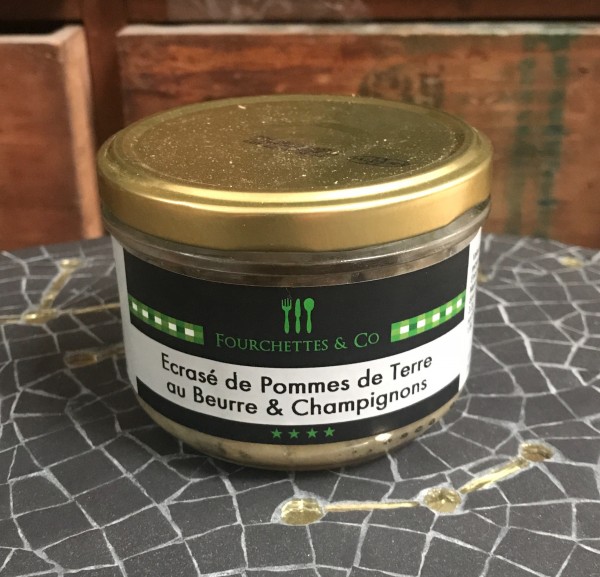 FOURCHETTES & CO
Ecrasé de Pommes de Terre
au Beurre & Champignons